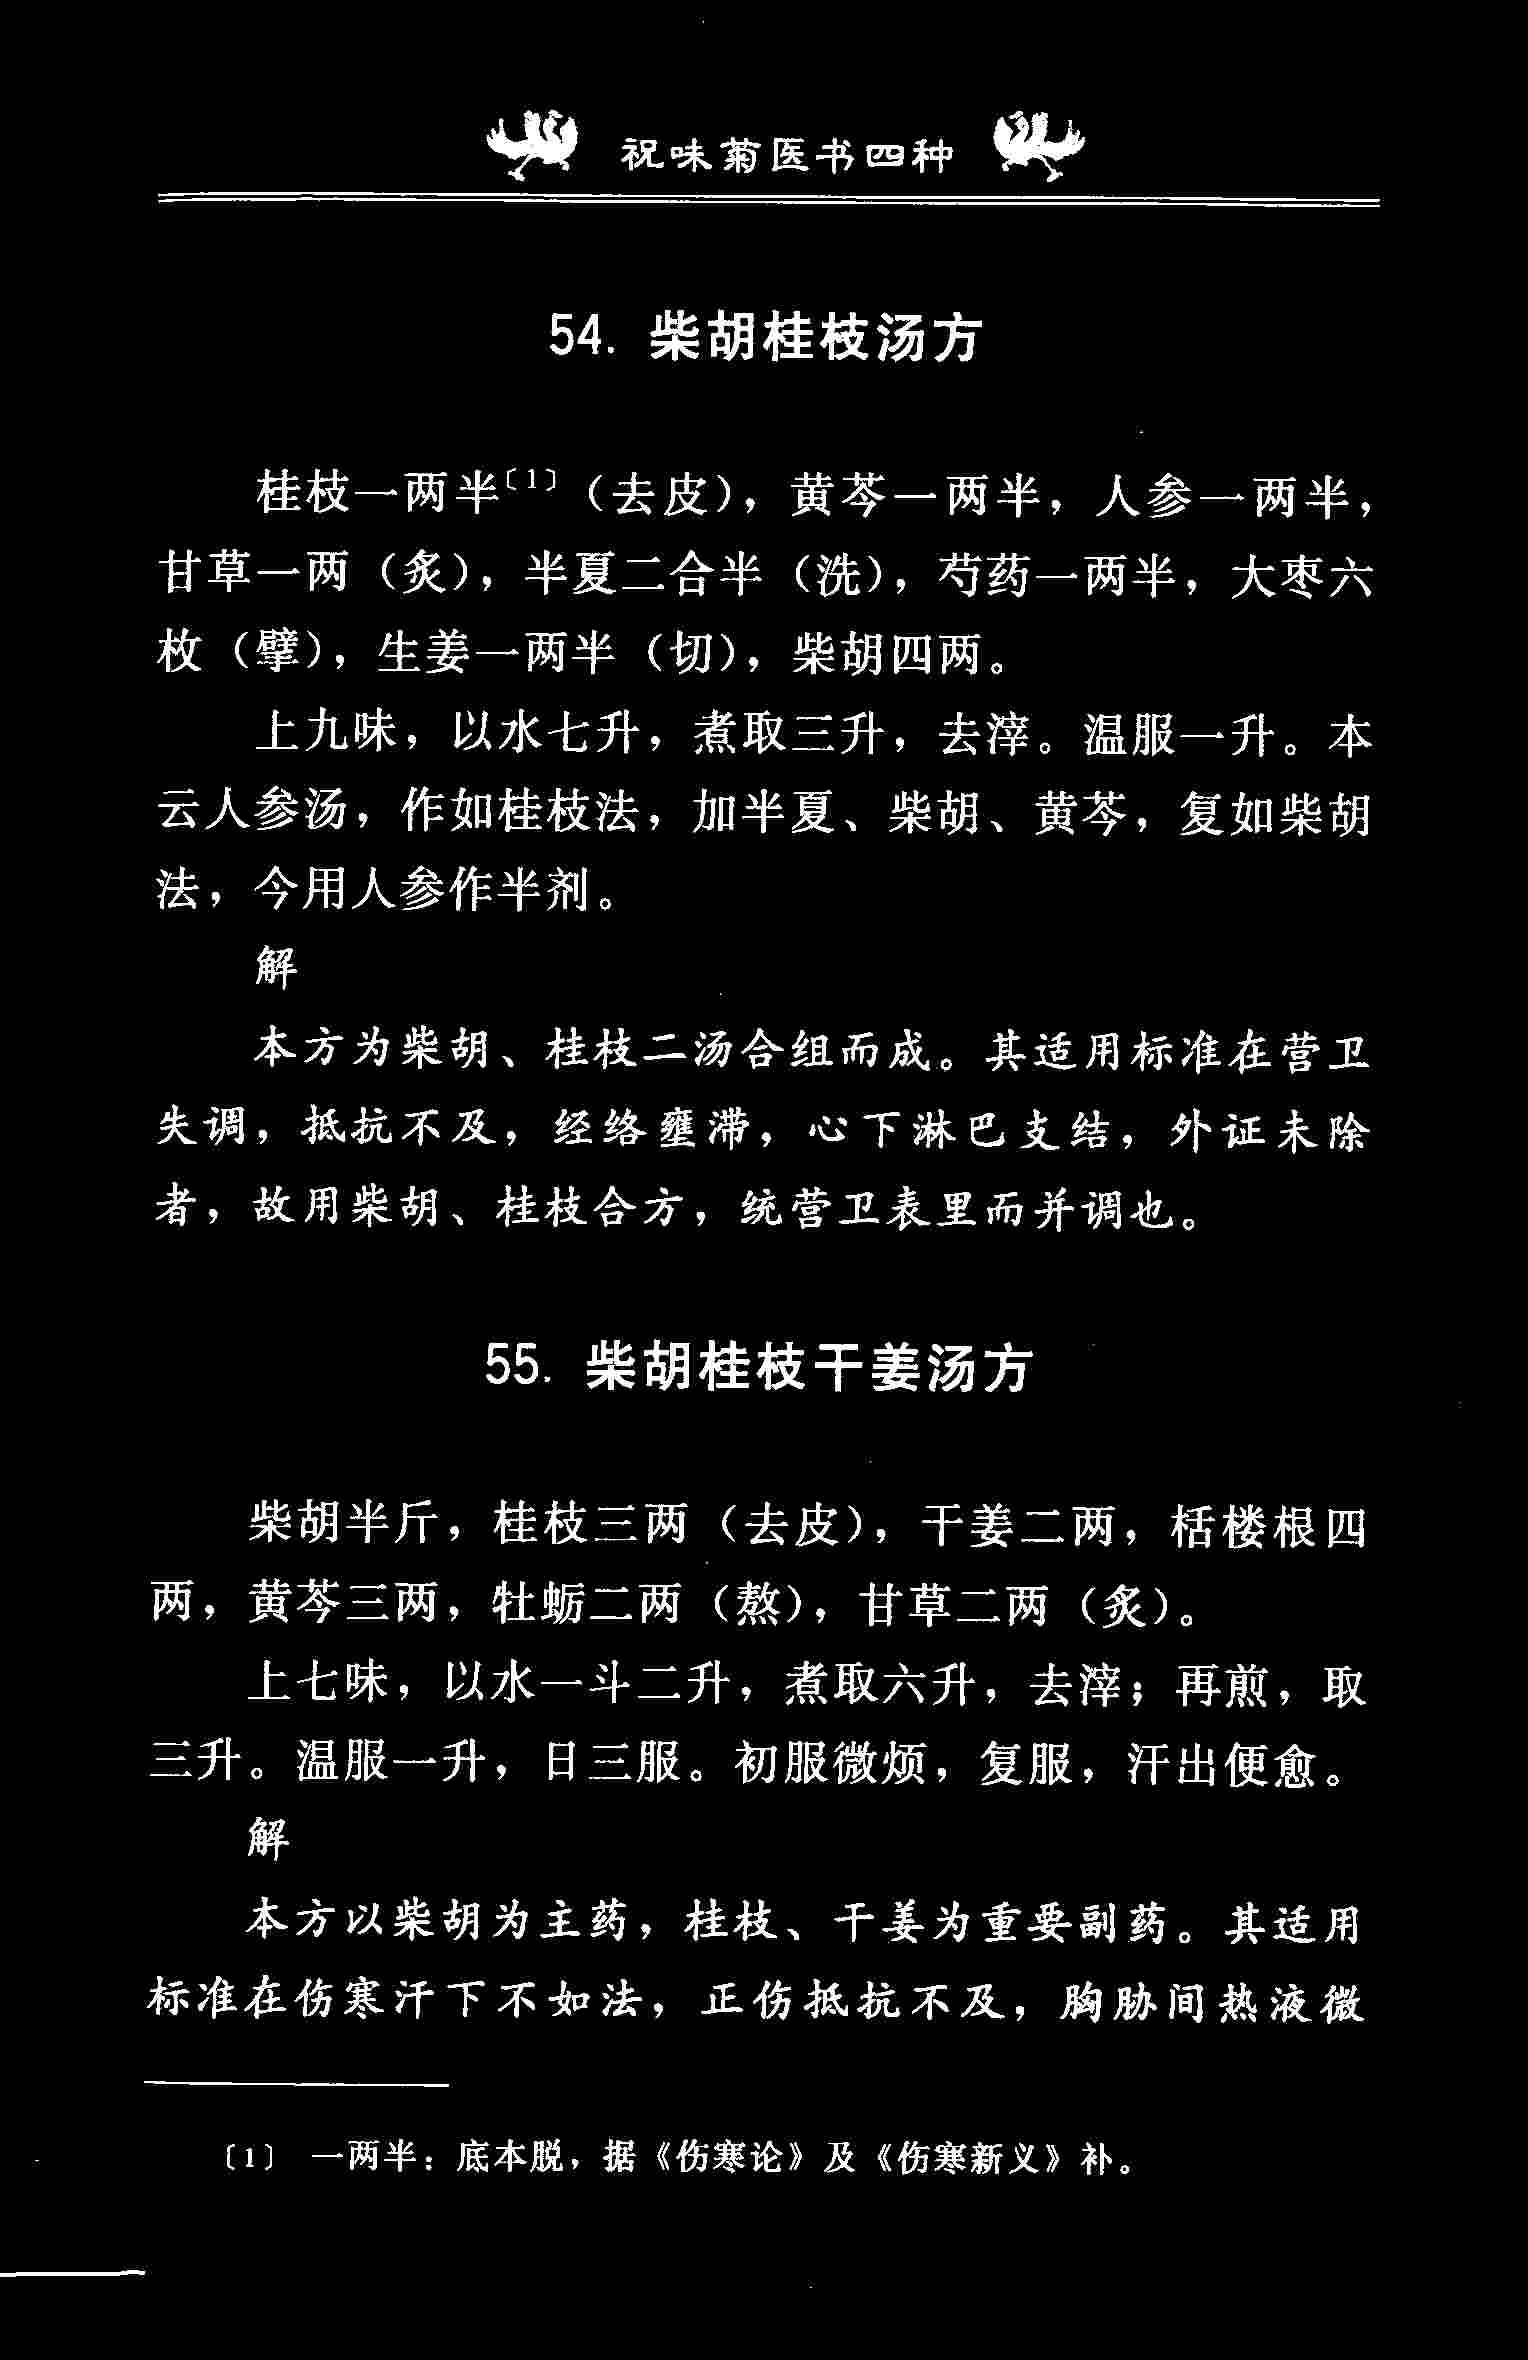 祝味菊医书四种
54. 柴胡桂枝汤方
桂枝一两半〔1〕（去皮），黄芩一两半，人参一两半，
甘草一两（炙），半夏二合半（洗），芍药一两半，大枣六
枚（擘），生姜一两半（切），柴胡四两。
上九味，以水七升，煮取三升，去滓。温服一升。本
云人参汤，作如桂枝法，加半夏、柴胡、黄芩，复如柴胡
法，今用人参作半剂。
解
本方为柴胡、桂枝二汤合组而成。其适用标准在营卫
失调，抵抗不及，经络壅滞，心下淋巴支结，外证未除
者，故用柴胡、桂枝合方，统营卫表里而并调也。
55. 柴胡桂枝干姜汤方
柴胡半斤，桂枝三两（去皮），干姜二两，栝楼根四
两，黄芩三两，牡蛎二两（熬），甘草二两（炙）。
上七味，以水一斗二升，煮取六升，去滓；再煎，取
三升。温服一升，日三服。初服微烦，复服，汗出便愈。
解
本方以柴胡为主药，桂枝、干姜为重要副药。其适用
标准在伤寒汗下不如法，正伤抵抗不及，胸胁间热液微
〔1〕 一两半：底本脱，据《伤寒论》及《伤寒新义》补。